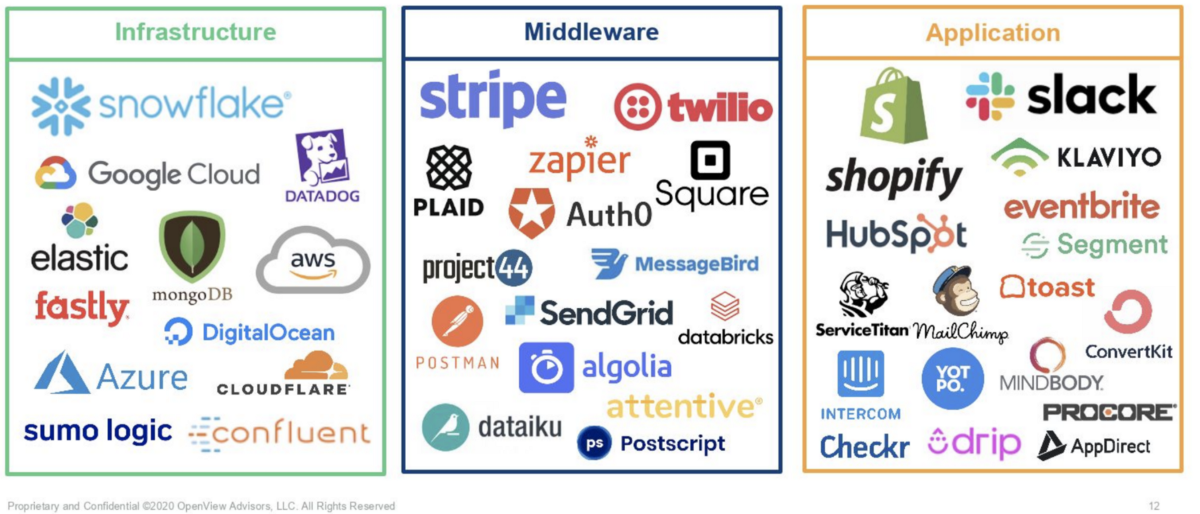 Infrastructure
snowflake®
Google Cloud
DATADOG
elastic
mongoDB
aws
fastly
DigitalOcean
Azure
CLOUDFLARE
sumo logic
confluent
Middleware
stripe
twilio
zapier
PLAID
Square
Auth0
project44
MessageBird
POSTMAN
SendGrid
databricks
algolia
attentive®
dataiku
ps Postscript
Application
S
shopify
slack
KLAVIYO
eventbrite
HubSpot
Segment
ServiceTitan
MailChimp
toast
ConvertKit
INTERCOM
YOT
PO.
MINDBODY
PROCORE®
Checkr
drip
AppDirect
Proprietary and Confidential ©2020 OpenView Advisors, LLC. All Rights Reserved
12